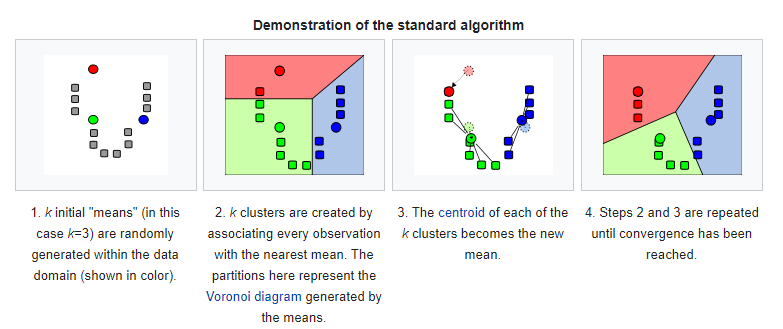 Demonstration of the standard algorithm
1. k initial "means" (in this
case k=3) are randomly
generated within the data
domain (shown in color).
2. k clusters are created by
associating every observation
with the nearest mean. The
partitions here represent the
Voronoi diagram generated by
the means.
3. The centroid of each of the
k clusters becomes the new
mean.
4. Steps 2 and 3 are repeated
until convergence has been
reached.